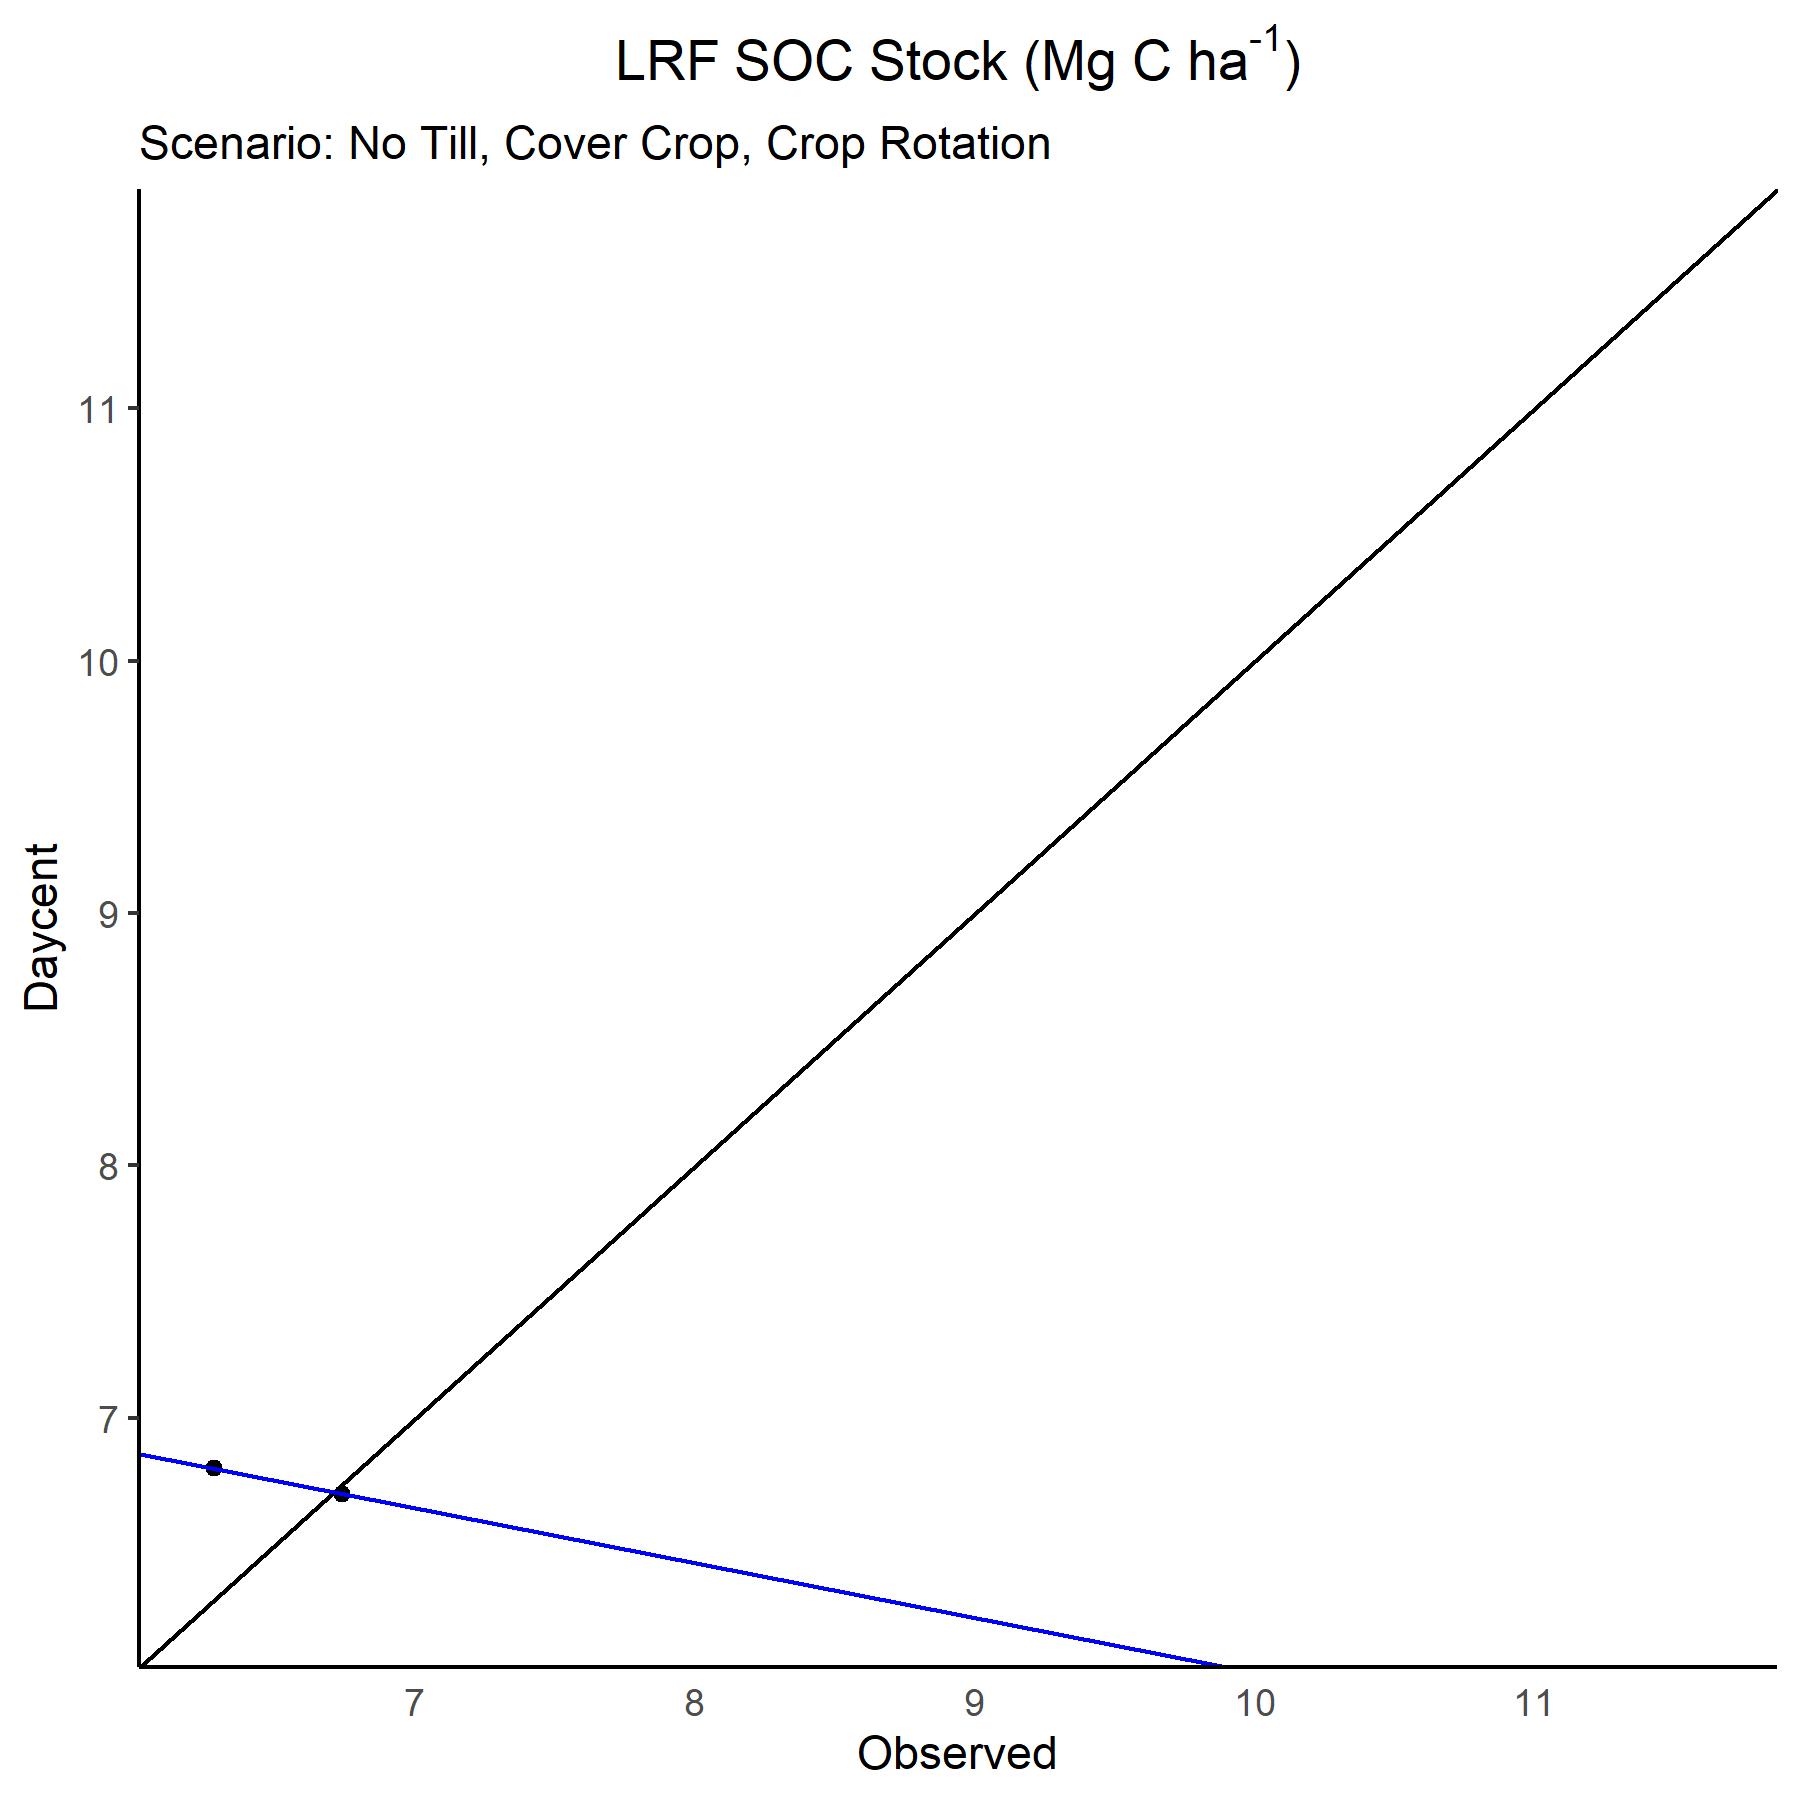 LRF SOC Stock (Mg C ha⁻¹)
Scenario: No Till, Cover Crop, Crop Rotation
11
10
9
8
7
Daycent
7 8 9 10 11
Observed